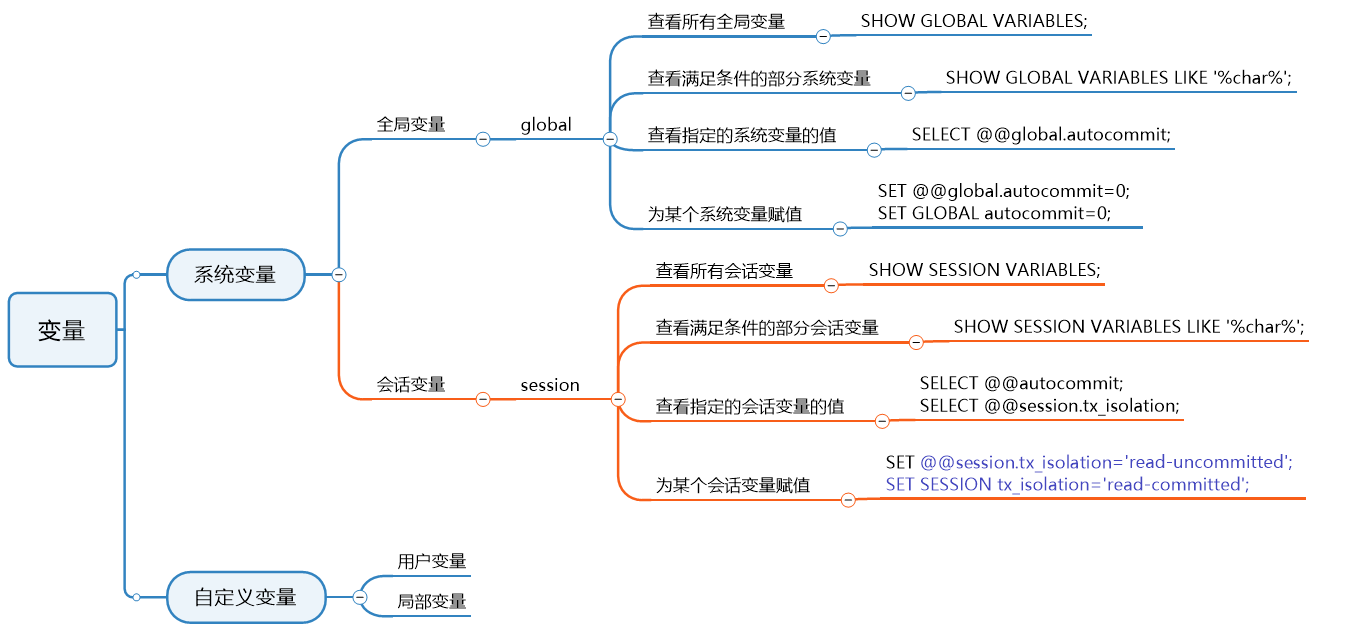 变量
系统变量
全局变量
global
查看所有全局变量
SHOW GLOBAL VARIABLES;
查看满足条件的部分系统变量
SHOW GLOBAL VARIABLES LIKE '%char%';
查看指定的系统变量的值
SELECT @@global.autocommit;
为某个系统变量赋值
SET @@global.autocommit=0;
SET GLOBAL autocommit=0;
会话变量
session
查看所有会话变量
SHOW SESSION VARIABLES;
查看满足条件的部分会话变量
SHOW SESSION VARIABLES LIKE '%char%';
查看指定的会话变量的值
SELECT @@autocommit;
SELECT @@session.tx_isolation;
为某个会话变量赋值
SET @@session.tx_isolation='read-uncommitted';
SET SESSION tx_isolation='read-committed';
自定义变量
用户变量
局部变量